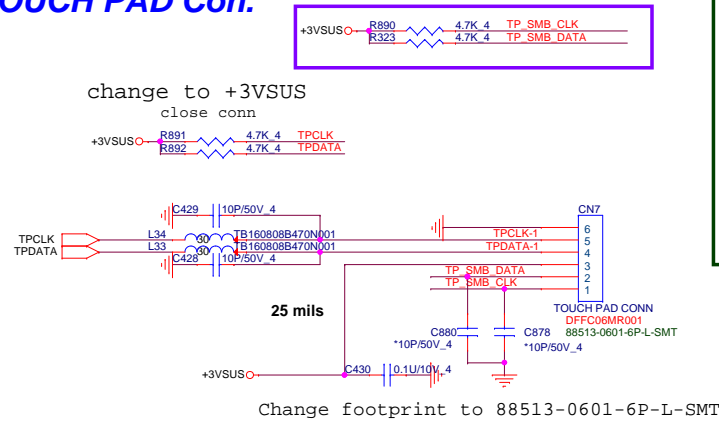 TOUCH PAD Con.
+3VSUS R890 4.7K_4 TP_SMB_CLK
R323 4.7K_4 TP_SMB_DATA
change to +3VSUS
close conn
+3VSUS R891 4.7K_4 TPCLK
R892 4.7K_4 TPDATA
C429 10P/50V_4
CN7
6
TPCLK L34 30 TB160808B470N001 TPCLK-1 5
TPDATA L33 30 TB160808B470N001 TPDATA-1 4
C428 10P/50V_4
3
TP_SMB_DATA 2
TP_SMB_CLK 1
25 mils
TOUCH PAD CONN
DFFC06MR001
88513-0601-6P-L-SMT
C880
*10P/50V_4
C878
*10P/50V_4
+3VSUS C430 0.1U/10V_4
Change footprint to 88513-0601-6P-L-SMT